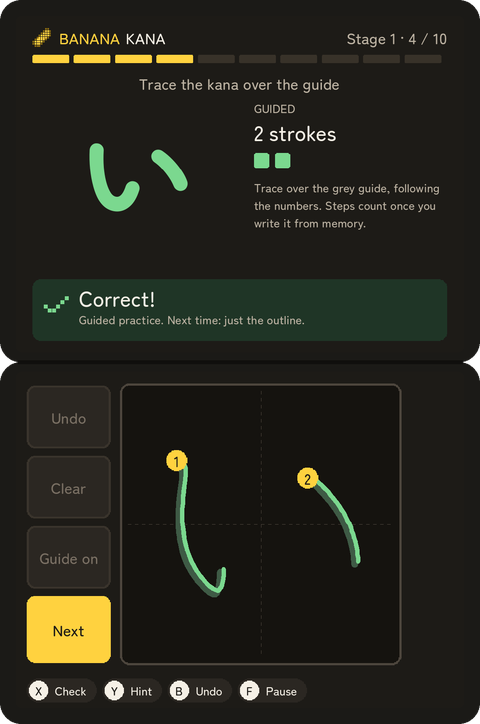 BANANA KANA
Stage 1 · 4 / 10
Trace the kana over the guide
GUIDED
2 strokes
い
Trace over the grey guide, following
the numbers. Steps count once you
write it from memory.
Correct!
Guided practice. Next time: just the outline.
Undo
Clear
Guide on
Next
1
2
い
X Check
Y Hint
B Undo
F Pause